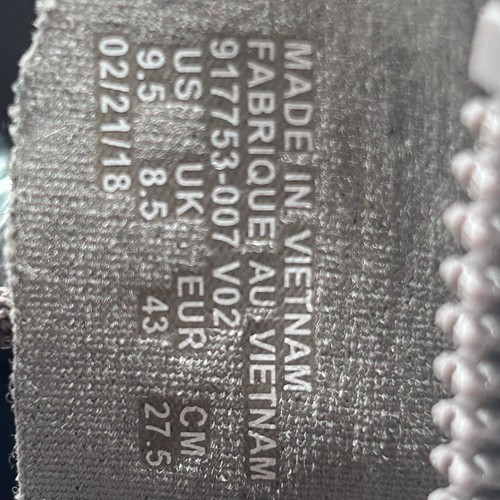 MADE IN VIETNAM
FABRIQUE AU VIETNAM
917753-007 V02
US UK EUR CM
9.5 8.5 43 27.5
02/21/18